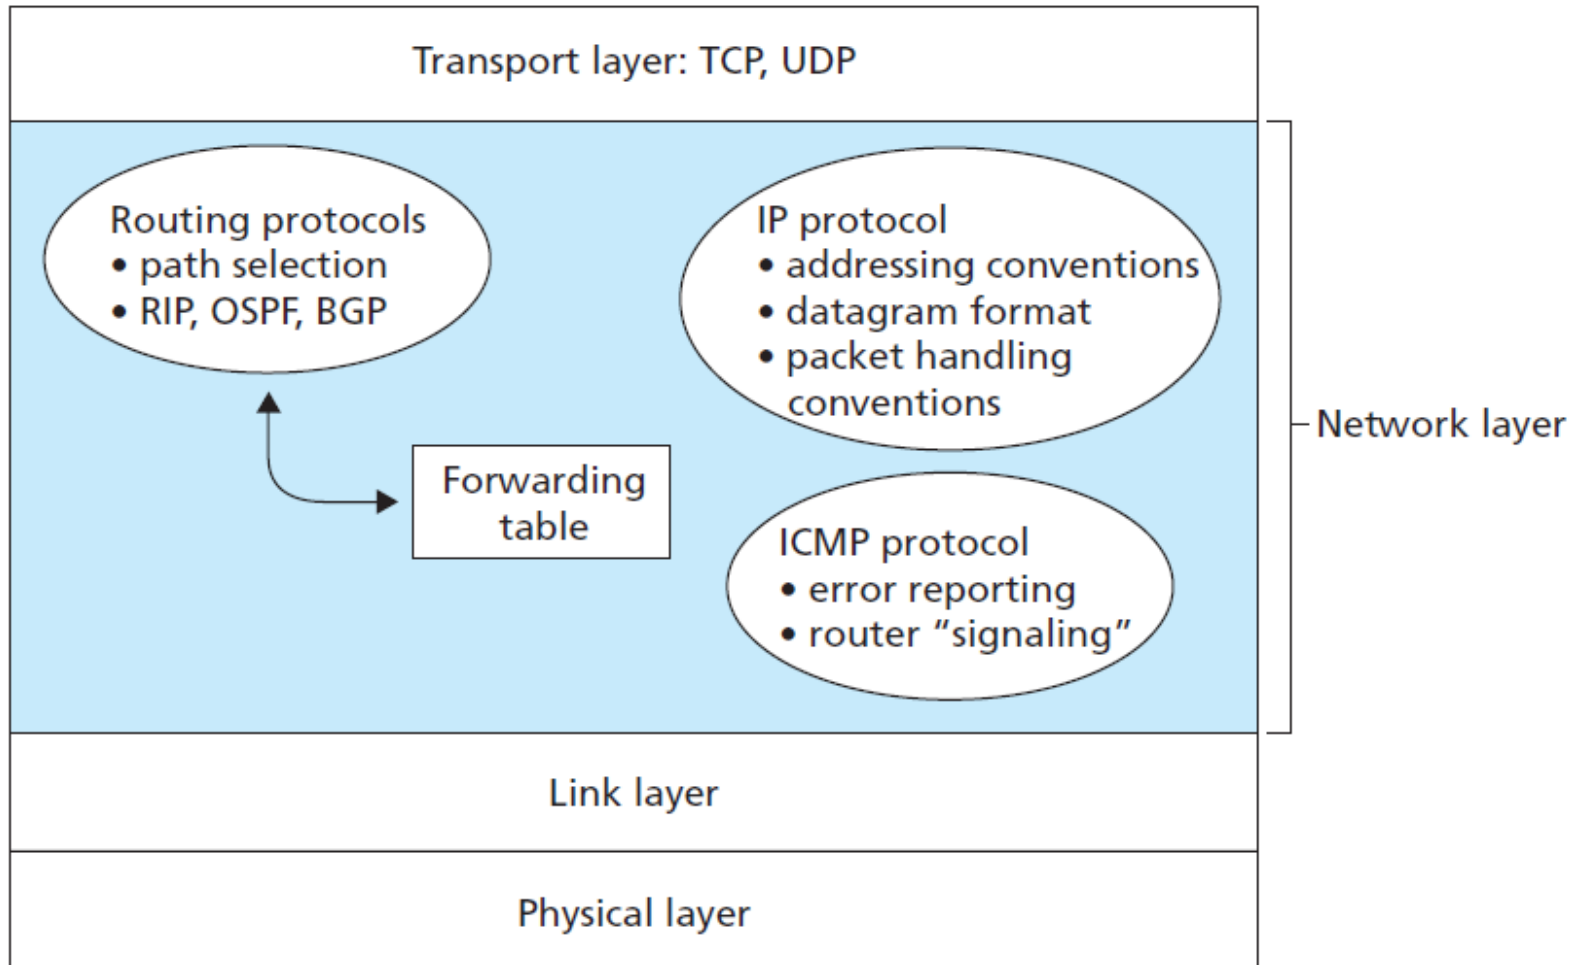 Transport layer: TCP, UDP
Routing protocols
• path selection
• RIP, OSPF, BGP
IP protocol
• addressing conventions
• datagram format
• packet handling
conventions
Network layer
Forwarding
table
ICMP protocol
• error reporting
• router “signaling”
Link layer
Physical layer